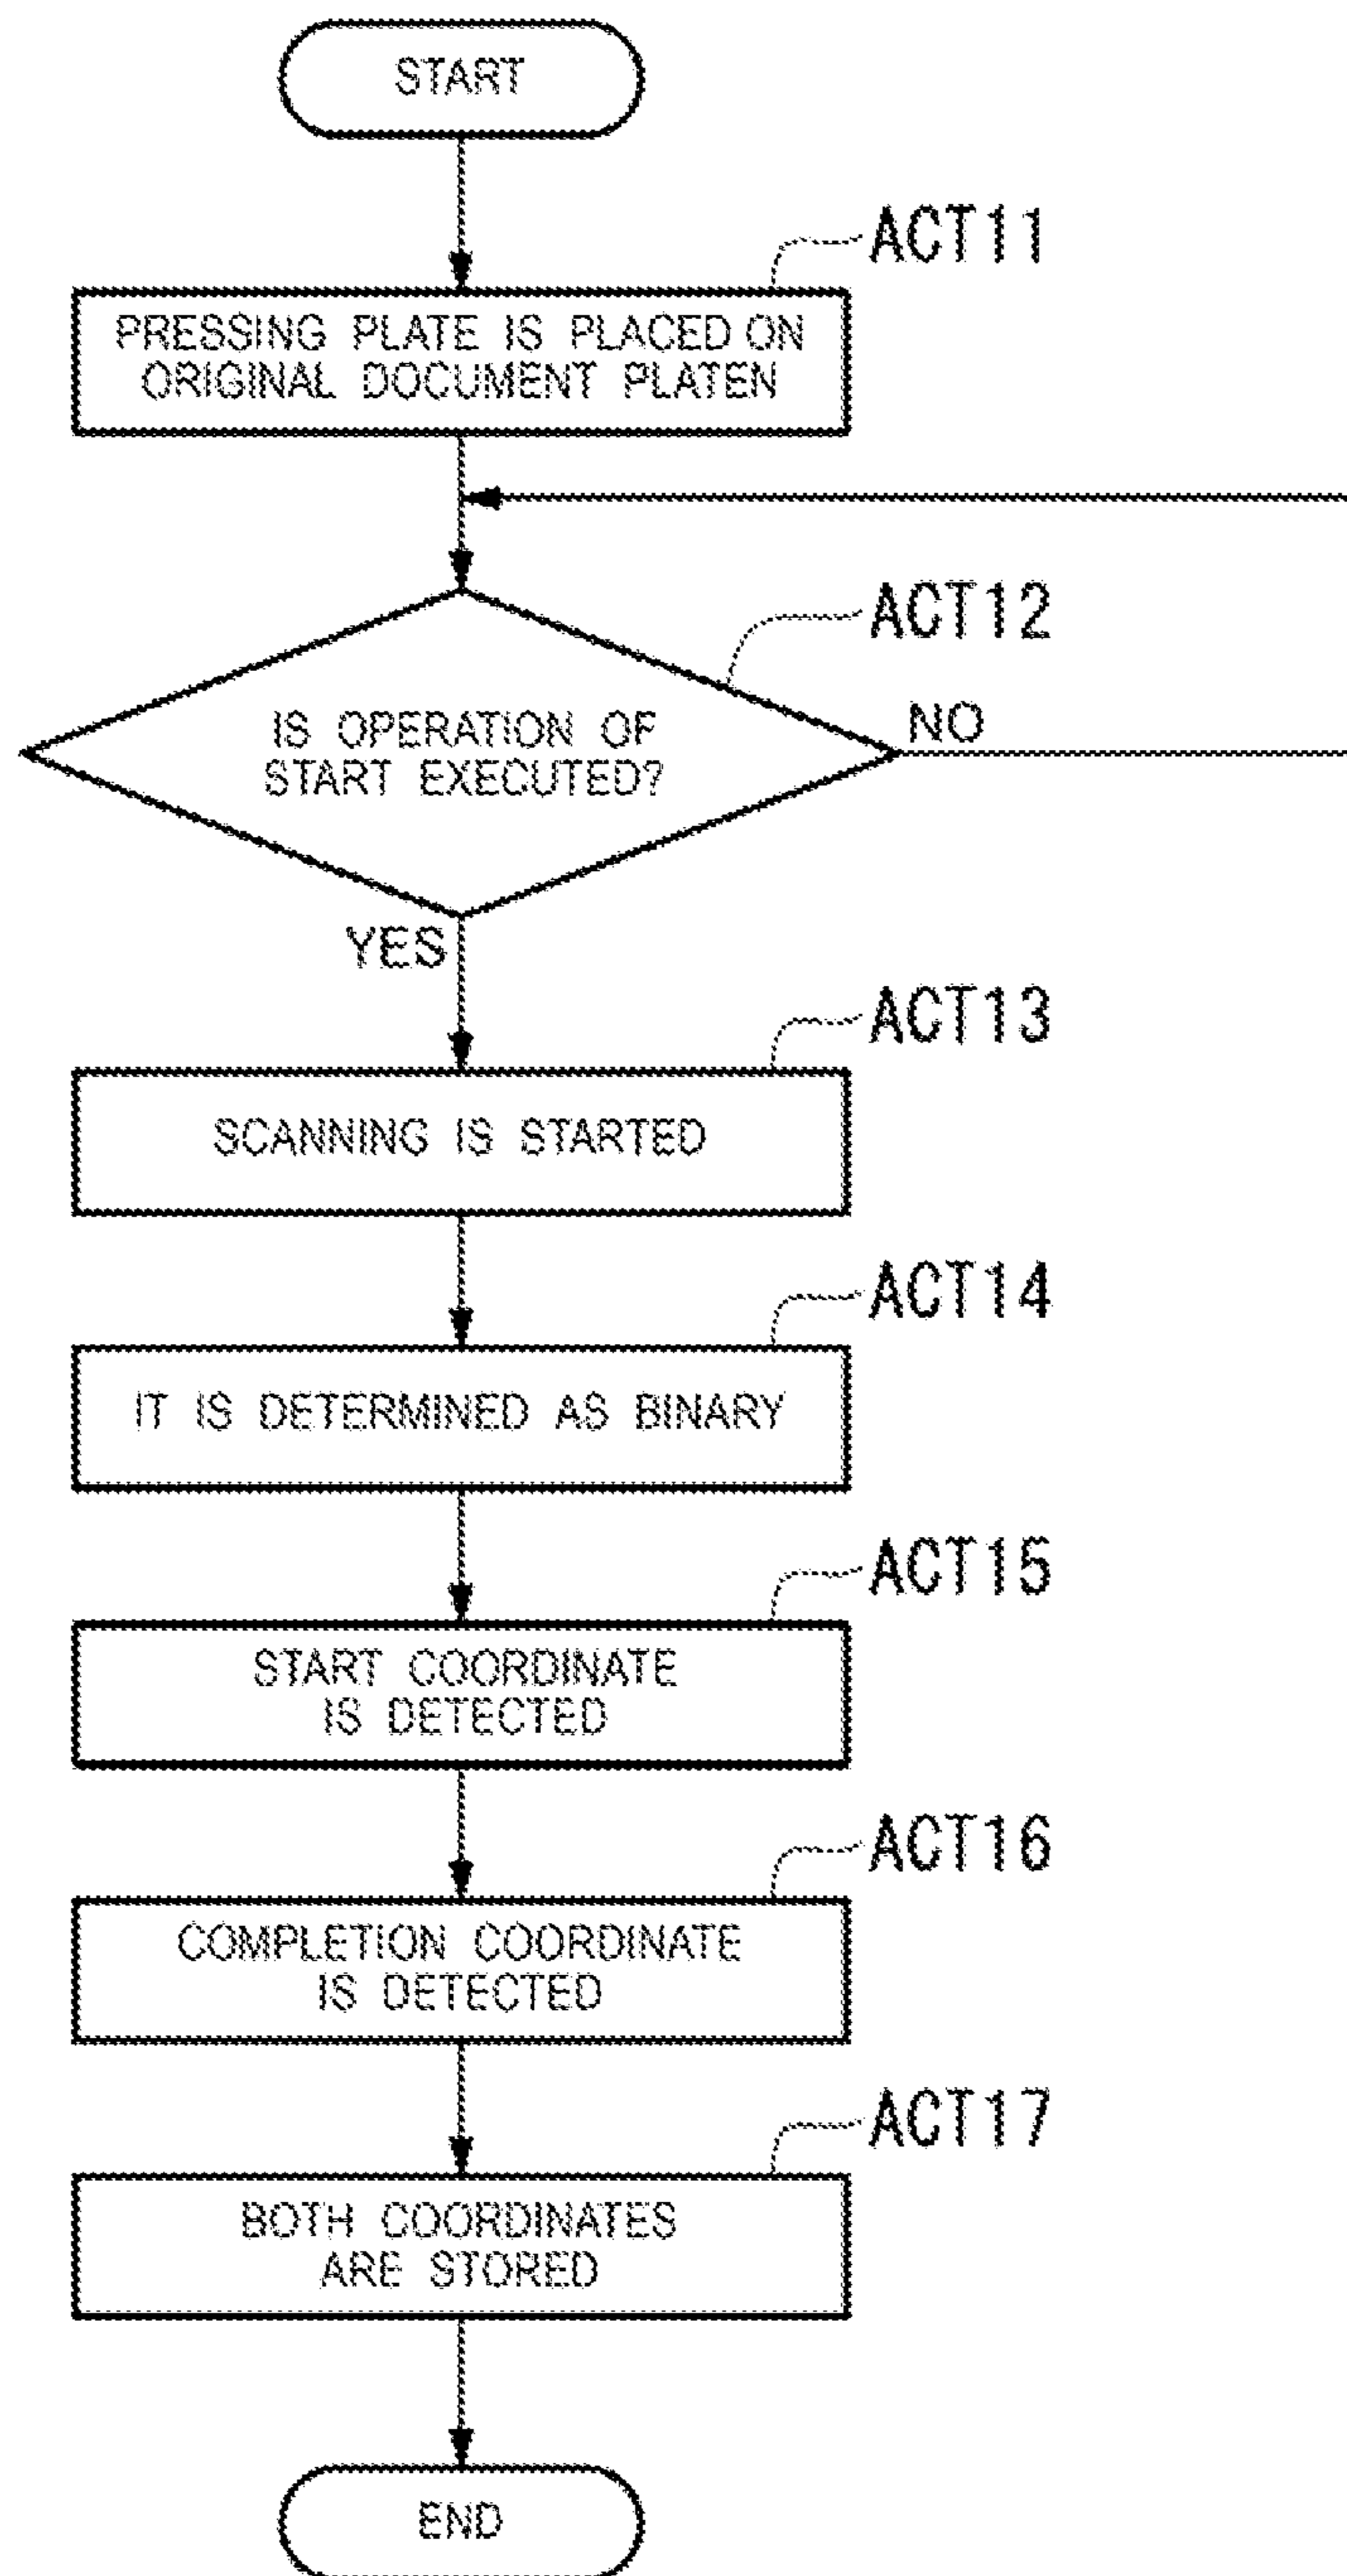 START
ACT11
PRESSING PLATE IS PLACED ON
ORIGINAL DOCUMENT PLATEN
ACT12
IS OPERATION OF
START EXECUTED?
NO
YES
ACT13
SCANNING IS STARTED
ACT14
IT IS DETERMINED AS BINARY
ACT15
START COORDINATE
IS DETECTED
ACT16
COMPLETION COORDINATE
IS DETECTED
ACT17
BOTH COORDINATES
ARE STORED
END